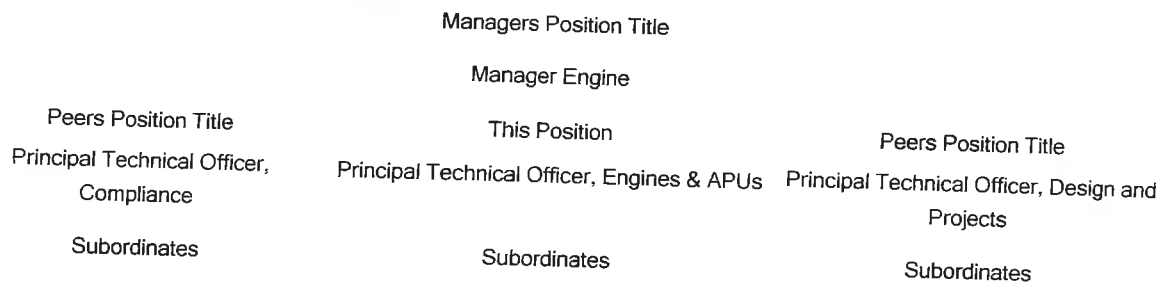 Managers Position Title
Manager Engine
Peers Position Title
This Position
Peers Position Title
Principal Technical Officer,
Compliance
Principal Technical Officer, Engines & APUs
Principal Technical Officer, Design and
Projects
Subordinates
Subordinates
Subordinates